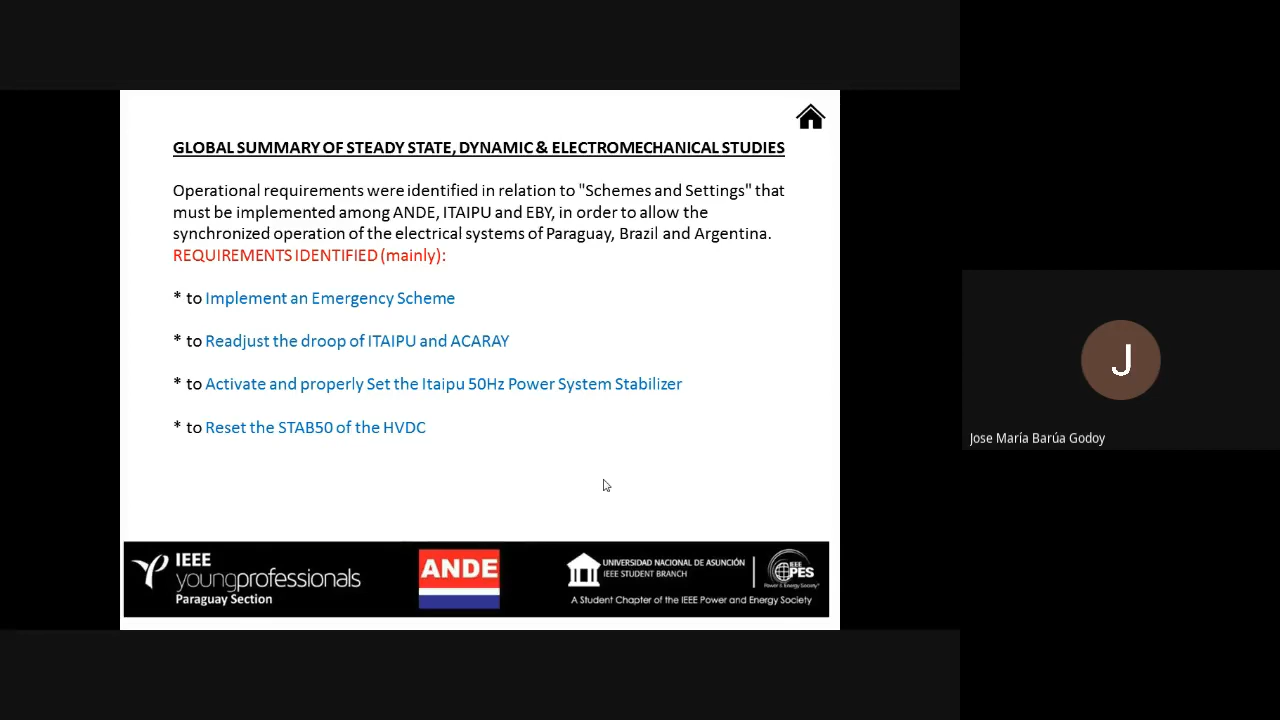 GLOBAL SUMMARY OF STEADY STATE, DYNAMIC & ELECTROMECHANICAL STUDIES
Operational requirements were identified in relation to "Schemes and Settings" that
must be implemented among ANDE, ITAIPU and EBY, in order to allow the
synchronized operation of the electrical systems of Paraguay, Brazil and Argentina.
REQUIREMENTS IDENTIFIED (mainly):
* to Implement an Emergency Scheme
* to Readjust the droop of ITAIPU and ACARAY
* to Activate and properly Set the Itaipu 50Hz Power System Stabilizer
* to Reset the STAB50 of the HVDC
IEEE
youngprofessionals
Paraguay Section
ANDE
UNIVERSIDAD NACIONAL DE ASUNCIÓN
IEEE STUDENT BRANCH
IEEE
PES
Power & Energy Society®
A Student Chapter of the IEEE Power and Energy Society
J
Jose María Barúa Godoy